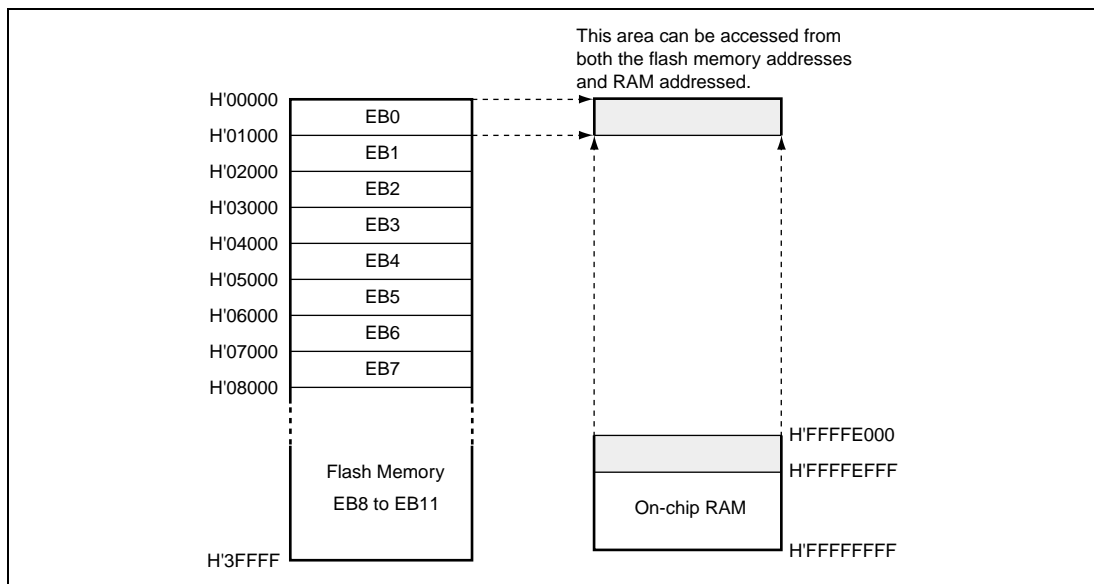 This area can be accessed from
both the flash memory addresses
and RAM addressed.
H'00000
EB0
H'01000
EB1
H'02000
EB2
H'03000
EB3
H'04000
EB4
H'05000
EB5
H'06000
EB6
H'07000
EB7
H'08000
H'FFFFE000
Flash Memory
H'FFFFEFFF
EB8 to EB11
On-chip RAM
H'3FFFF
H'FFFFFFFF